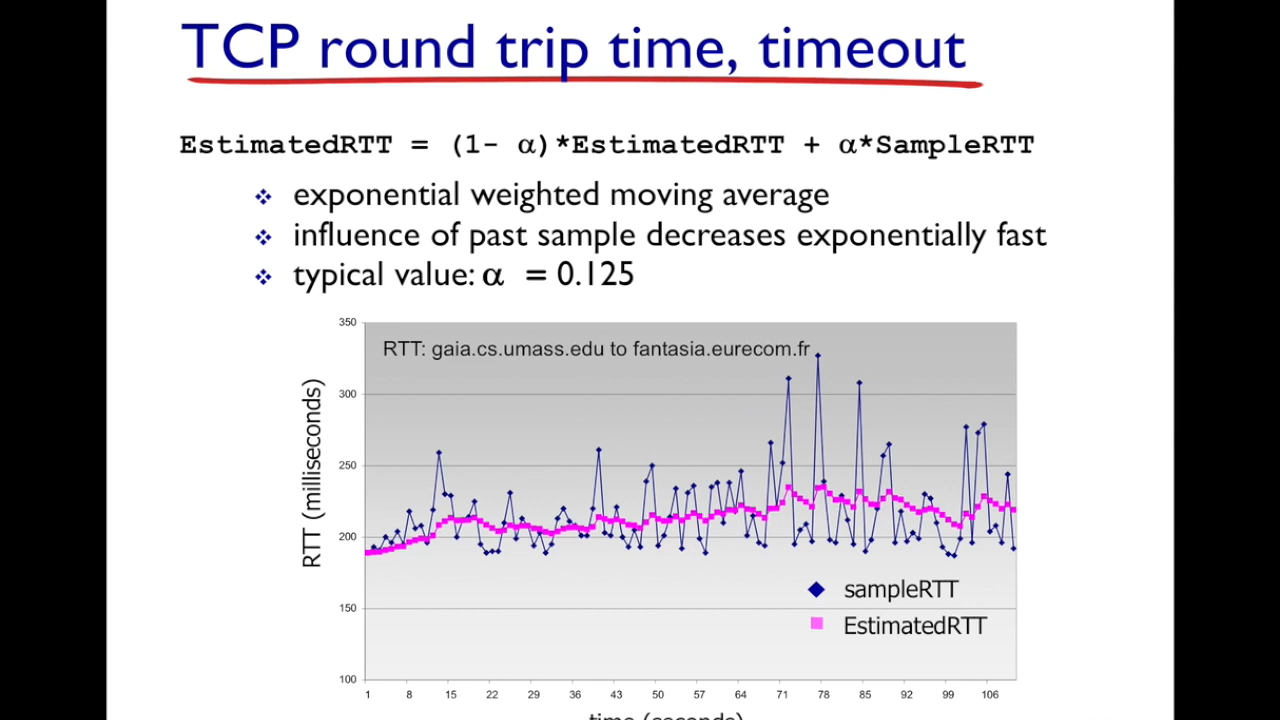 TCP round trip time, timeout
EstimatedRTT = (1- α)*EstimatedRTT + α*SampleRTT
exponential weighted moving average
influence of past sample decreases exponentially fast
typical value: α = 0.125
RTT: gaia.cs.umass.edu to fantasia.eurecom.fr
RTT (milliseconds)
350
300
250
200
150
100
sampleRTT
EstimatedRTT
1 8 15 22 29 36 43 50 57 64 71 78 85 92 99 106
time (seconds)